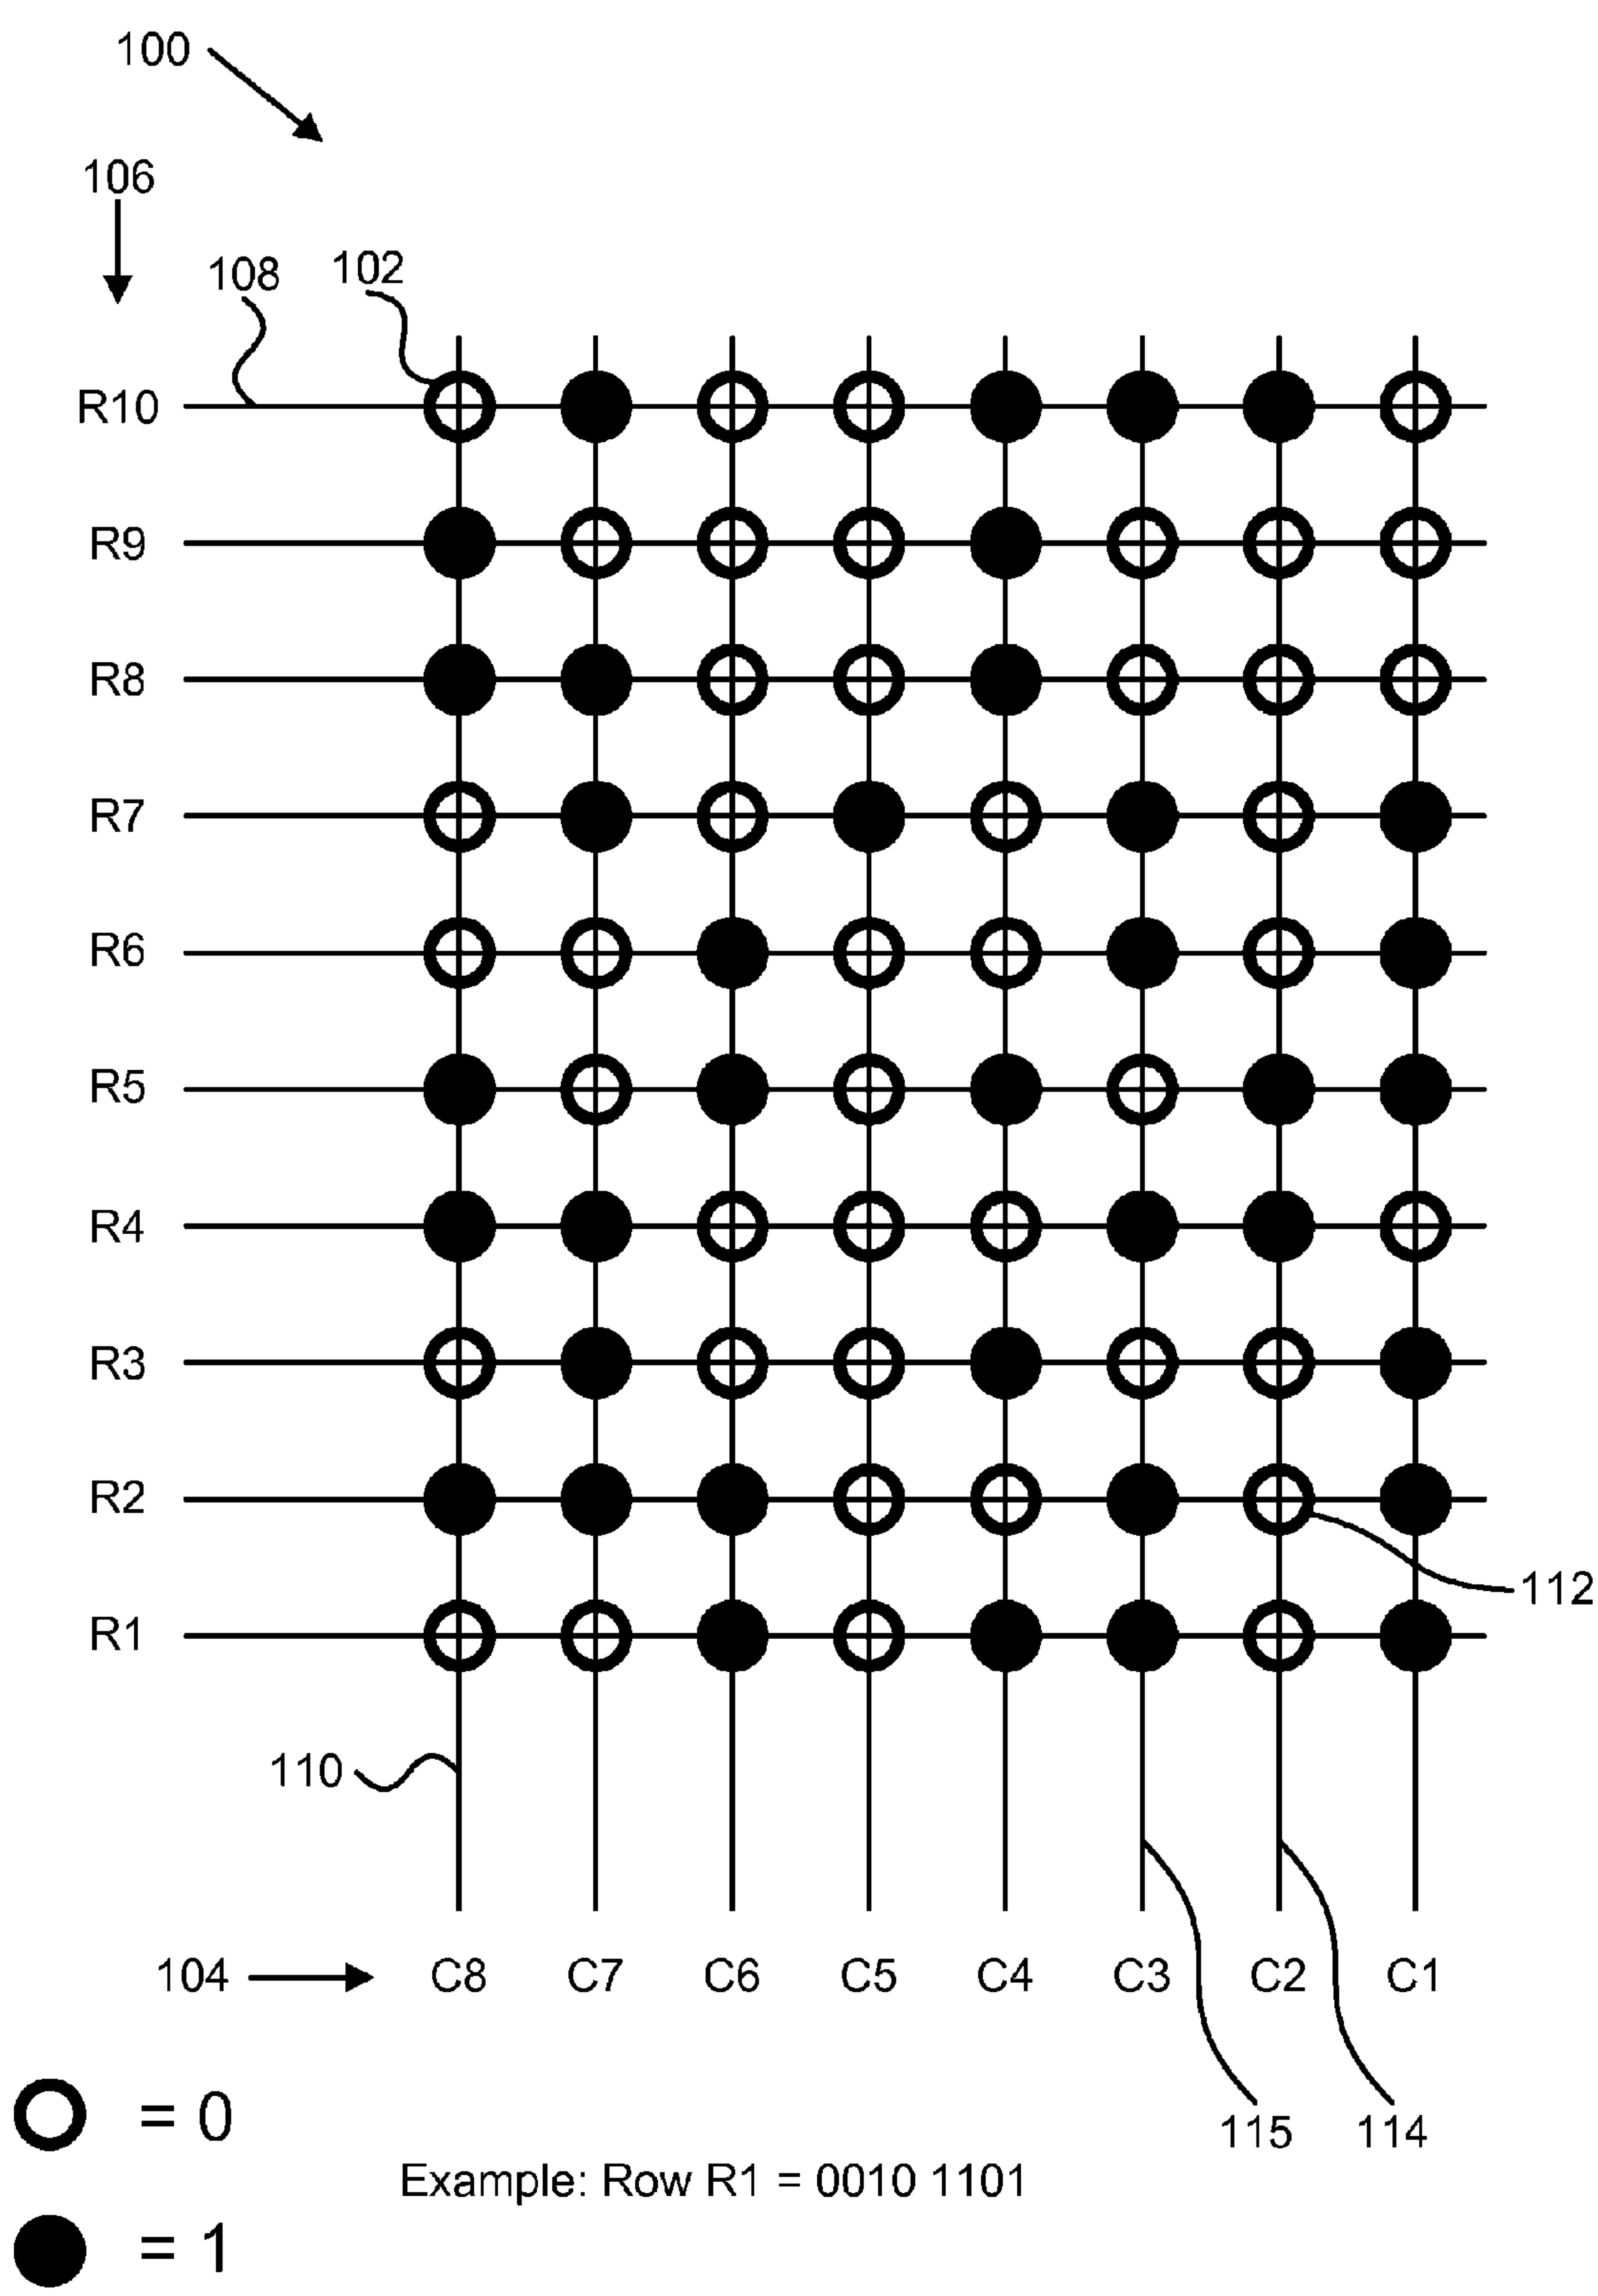 100
106
108
102
R10
R9
R8
R7
R6
R5
R4
R3
R2
112
R1
110
104
C8 C7 C6 C5 C4 C3 C2 C1
= 0
115 114
Example: Row R1 = 0010 1101
= 1